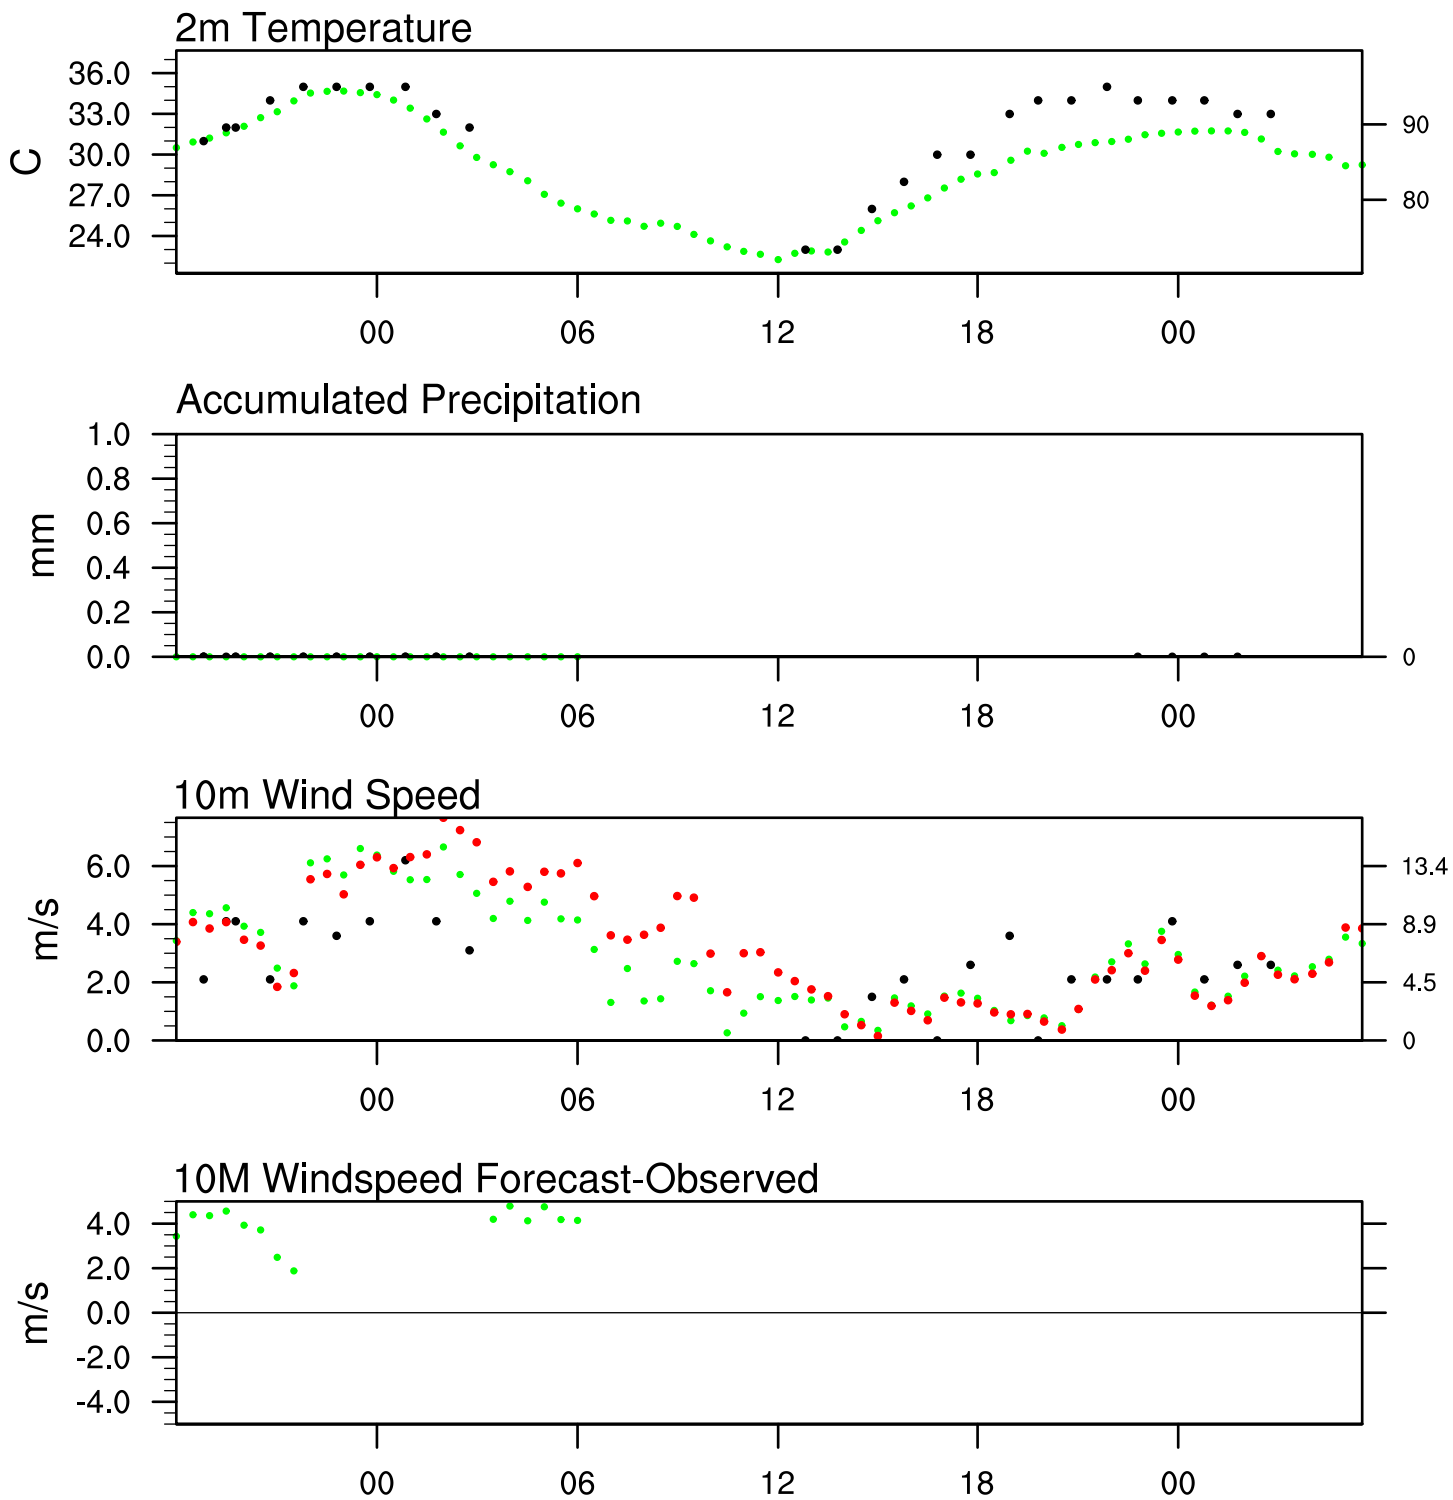 2m Temperature
36.0
33.0
30.0
27.0
24.0
C
90
80
00 06 12 18 00
Accumulated Precipitation
1.0
0.8
0.6
0.4
0.2
0.0
mm
0
00 06 12 18 00
10m Wind Speed
6.0
4.0
2.0
0.0
m/s
13.4
8.9
4.5
0
00 06 12 18 00
10M Windspeed Forecast-Observed
4.0
2.0
0.0
-2.0
-4.0
m/s
00 06 12 18 00